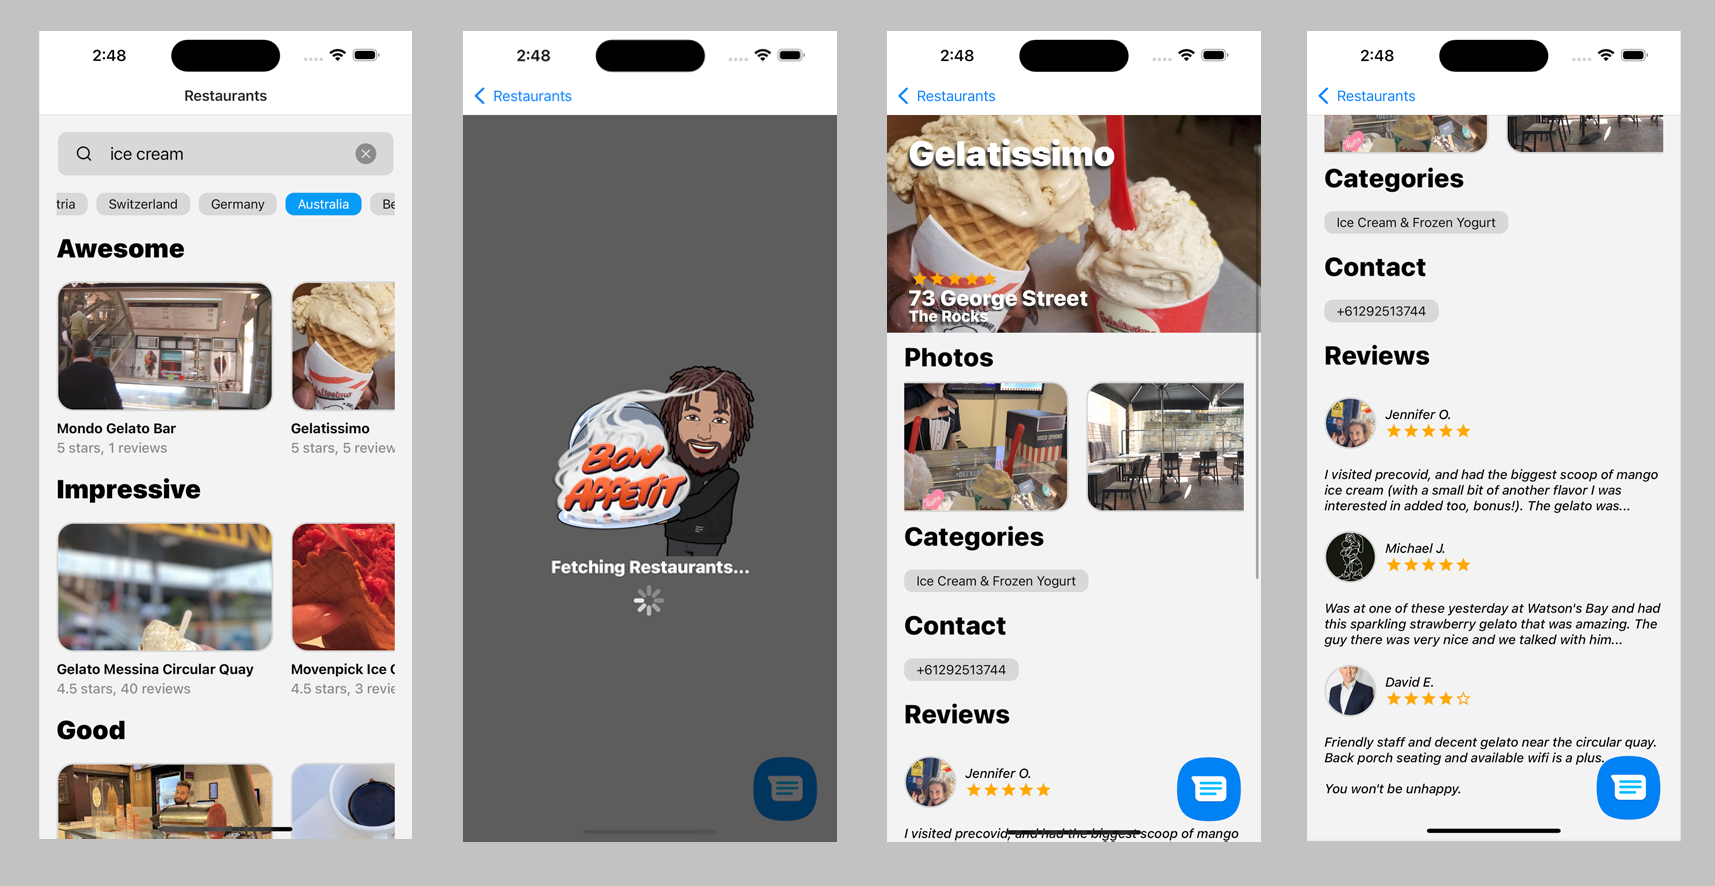 2:48
Restaurants
ice cream
tria Switzerland Germany Australia Be
Awesome
Mondo Gelato Bar
5 stars, 1 reviews
Gelatissimo
5 stars, 5 review
Impressive
Gelato Messina Circular Quay
4.5 stars, 40 reviews
Movenpick Ice C
4.5 stars, 3 revie
Good
2:48
Restaurants
BON
APPETIT
Fetching Restaurants...
2:48
Restaurants
Gelatissimo
73 George Street
The Rocks
Photos
Categories
Ice Cream & Frozen Yogurt
Contact
+61292513744
Reviews
Jennifer O.
I visited precovid, and had the biggest scoop of mango
2:48
Restaurants
Categories
Ice Cream & Frozen Yogurt
Contact
+61292513744
Reviews
Jennifer O.
I visited precovid, and had the biggest scoop of mango
ice cream (with a small bit of another flavor I was
interested in added too, bonus!). The gelato was...
Michael J.
Was at one of these yesterday at Watson's Bay and had
this sparkling strawberry gelato that was amazing. The
guy there was very nice and we talked with him...
David E.
Friendly staff and decent gelato near the circular quay.
Back porch seating and available wifi is a plus.
You won't be unhappy.